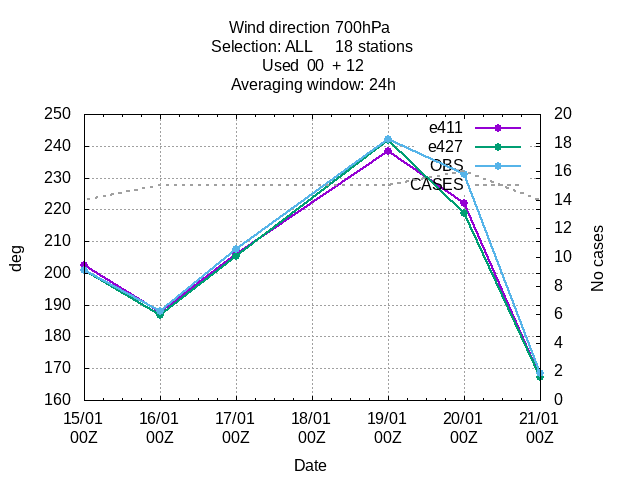 Wind direction 700hPa
Selection: ALL     18 stations
Used  00  + 12
Averaging window: 24h
250
240
230
220
210
200
190
180
170
160
deg
e411
e427
OBS
CASES
20
18
16
14
12
10
8
6
4
2
0
No cases
15/01 16/01 17/01 18/01 19/01 20/01 21/01
00Z 00Z 00Z 00Z 00Z 00Z 00Z
Date